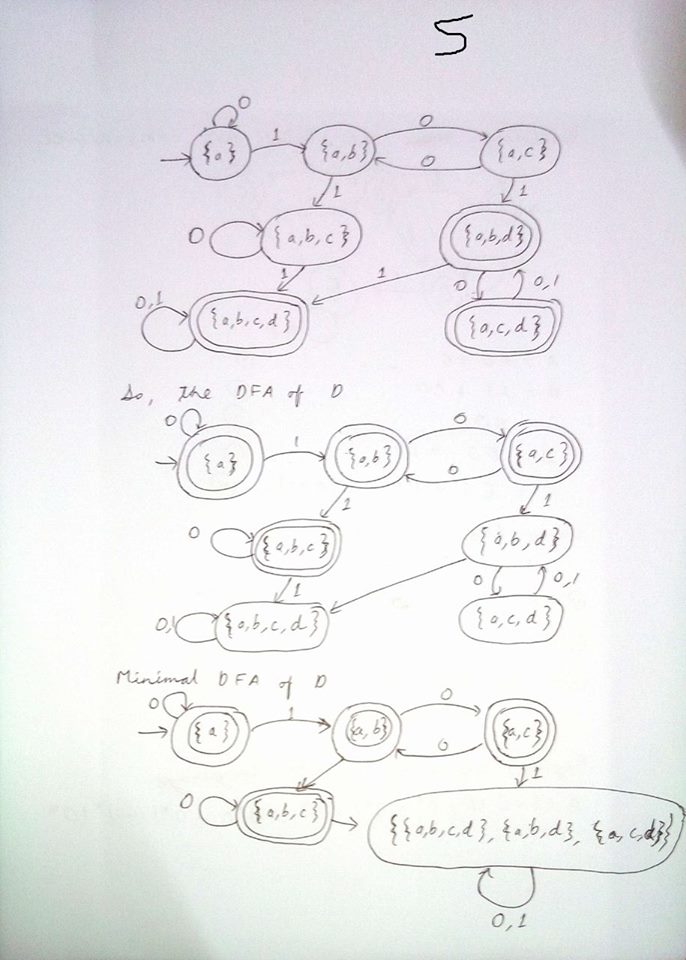 5
0
{a} 1 {a,b} 0 {a,c}
0
1 1
0 {a,b,c} {a,b,d}
1 1
0,1 0 0,1
{a,b,c,d} {a,c,d}
So, the DFA of D
0
{a} 1 {a,b} 0 {a,c}
0
1 1
0 {a,b,c} {a,b,d}
1 0 0,1
0,1 {a,b,c,d} {a,c,d}
Minimal DFA of D
0 0
{a} 1 {a,b} {a,c}
0
1
0 {a,b,c} {{a,b,c,d}, {a,b,d}, {a,c,d}}
0,1